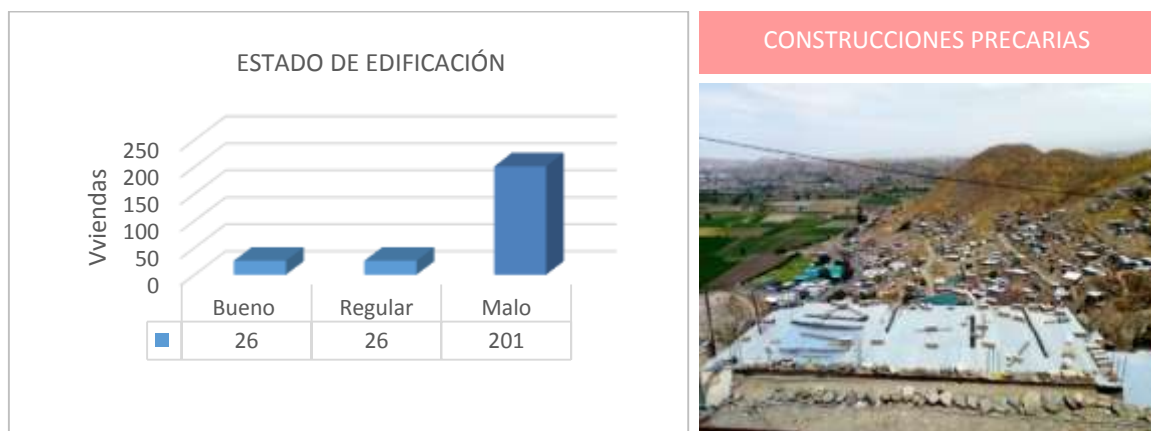 ESTADO DE EDIFICACIÓN
Vviendas
250
200
150
100
50
0
Bueno Regular Malo
26 26 201
CONSTRUCCIONES PRECARIAS